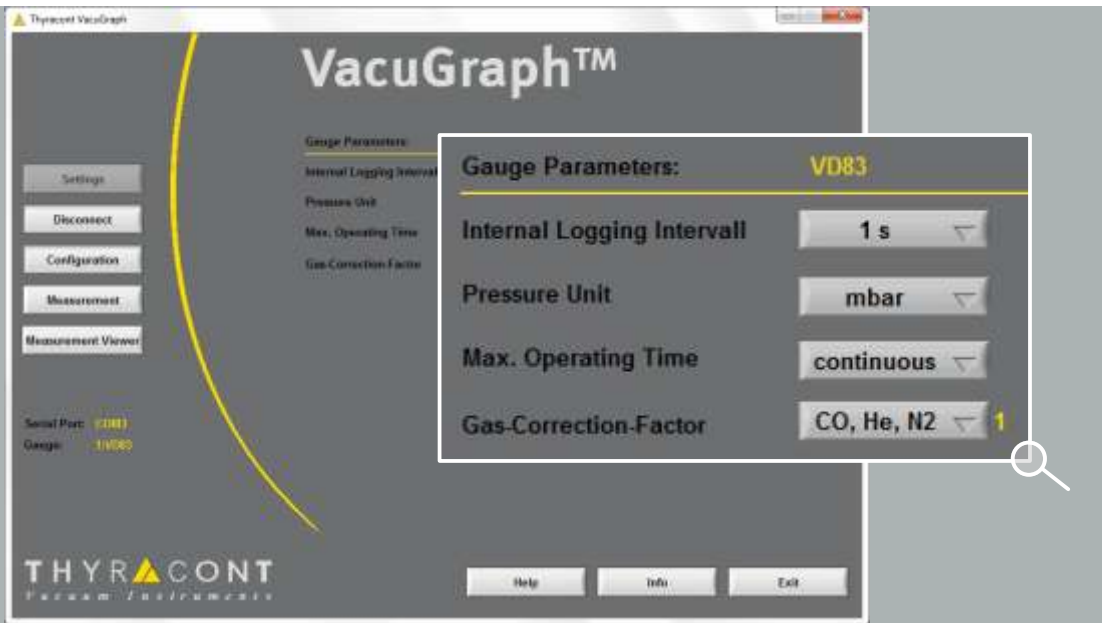 Thyracont VacuGraph
VacuGraph™
Gauge Parameters:
Internal Logging Interval
Pressure Unit
Max. Operating Time
Gas-Correction-Factor
Settings
Disconnect
Configuration
Measurement
Measurement Viewer
Serial Port:
Gauge: 1:VD83
Gauge Parameters: VD83
Internal Logging Intervall 1 s
Pressure Unit mbar
Max. Operating Time continuous
Gas-Correction-Factor CO, He, N2 1
THYRACONT
Vacuum Instruments
Help Info Exit